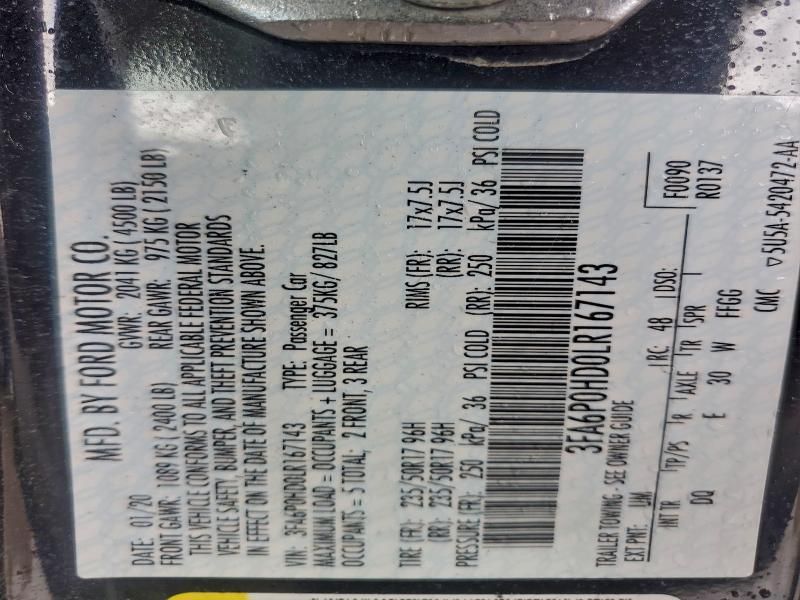 MFD. BY FORD MOTOR CO.
DATE: 01/20 GVWR: 2041 KG ( 4500 LB)
FRONT GAWR: 1089 KG ( 2400 LB) REAR GAWR: 975 KG ( 2150 LB)
THIS VEHICLE CONFORMS TO ALL APPLICABLE FEDERAL MOTOR
VEHICLE SAFETY, BUMPER, AND THEFT PREVENTION STANDARDS
IN EFFECT ON THE DATE OF MANUFACTURE SHOWN ABOVE.
VIN: 3FA6P0HD0LR167143 TYPE: Passenger Car
MAXIMUM LOAD = OCCUPANTS + LUGGAGE = 375KG/ 827LB
OCCUPANTS = 5 TOTAL; 2 FRONT, 3 REAR
TIRE (FR): 235/50R17 96H RIMS (FR): 17x7.5J
(RR): 235/50R17 96H (RR): 17x7.5J
PRESSURE (FR): 250 kPa/ 36 PSI COLD (RR): 250 kPa/ 36 PSI COLD
3FA6P0HD0LR167143
TRAILER TOWING - SEE OWNER GUIDE F0090
EXT PNT: UM RC: 48 DSO: R0137
INT TR TP/PS R AXLE TR SPR
DQ E 30 W FFGG
CMC ▽5U5A-5420472-AA